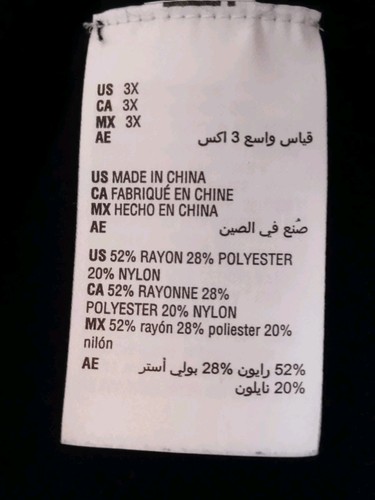 US 3X
CA 3X
MX 3X
AE قياس واسع 3 اكس
US MADE IN CHINA
CA FABRIQUÉ EN CHINE
MX HECHO EN CHINA
AE صُنع في الصين
US 52% RAYON 28% POLYESTER
20% NYLON
CA 52% RAYONNE 28%
POLYESTER 20% NYLON
MX 52% rayón 28% poliester 20%
nilón
AE 52% رايون 28% بولي أستر
20% نايلون